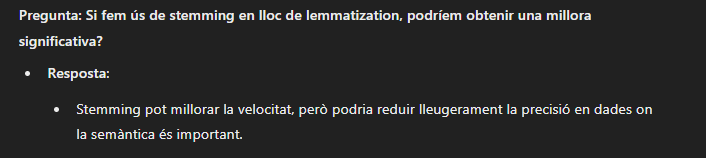 Pregunta: Si fem ús de stemming en lloc de lemmatization, podríem obtenir una millora
significativa?
• Resposta:
• Stemming pot millorar la velocitat, però podria reduir lleugerament la precisió en dades on
la semàntica és important.